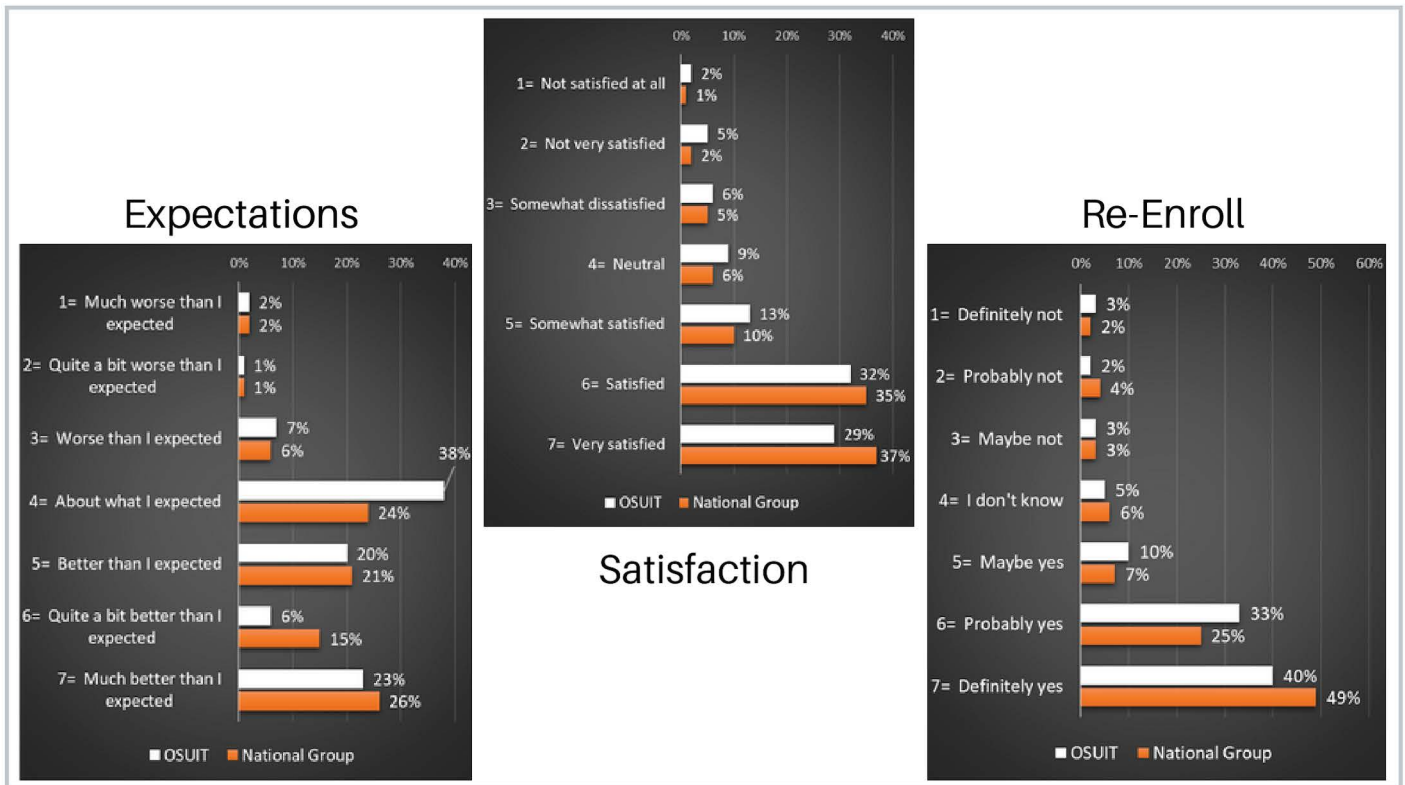 Expectations
0% 10% 20% 30% 40%
1= Much worse than I
expected
2%
2%
2= Quite a bit worse than I
expected
1%
1%
3= Worse than I expected
7%
6%
4= About what I expected
38%
24%
5= Better than I expected
20%
21%
6= Quite a bit better than I
expected
6%
15%
7= Much better than I
expected
23%
26%
OSUIT National Group
0% 10% 20% 30% 40%
1= Not satisfied at all
2%
1%
2= Not very satisfied
5%
2%
3= Somewhat dissatisfied
6%
5%
4= Neutral
9%
6%
5= Somewhat satisfied
13%
10%
6= Satisfied
32%
35%
7= Very satisfied
29%
37%
OSUIT National Group
Satisfaction
Re-Enroll
0% 10% 20% 30% 40% 50% 60%
1= Definitely not
3%
2%
2= Probably not
2%
4%
3= Maybe not
3%
3%
4= I don't know
5%
6%
5= Maybe yes
10%
7%
6= Probably yes
33%
25%
7= Definitely yes
40%
49%
OSUIT National Group